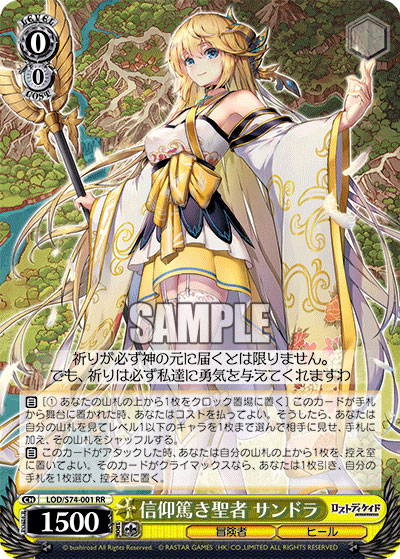 LEVEL
0
0
COST
SAMPLE
祈りが必ず神の元に届くとは限りません。
でも、祈りは必ず私達に勇気を与えてくれますわ
自 [① あなたの山札の上から1枚をクロック置場に置く] このカードが手札
から舞台に置かれた時、あなたはコストを払ってよい。そうしたら、あなたは
自分の山札を見てレベル1以下のキャラを1枚まで選んで相手に見せ、手札
に加え、その山札をシャッフルする。
自 このカードがアタックした時、あなたは自分の山札の上から1枚を、控え
室に置いてよい。そのカードがクライマックスなら、あなたは1枚引き、自分の
手札を1枚選び、控え室に置く。
CH LOD/S74-001 RR
POWER
1500
信仰篤き聖者 サンドラ
ロストディケイド
冒険者
ヒール
© bushiroad All Rights Reserved. © RASTAR GAMES (HK) CO.,LIMITED ALL RIGHTS RESERVED.